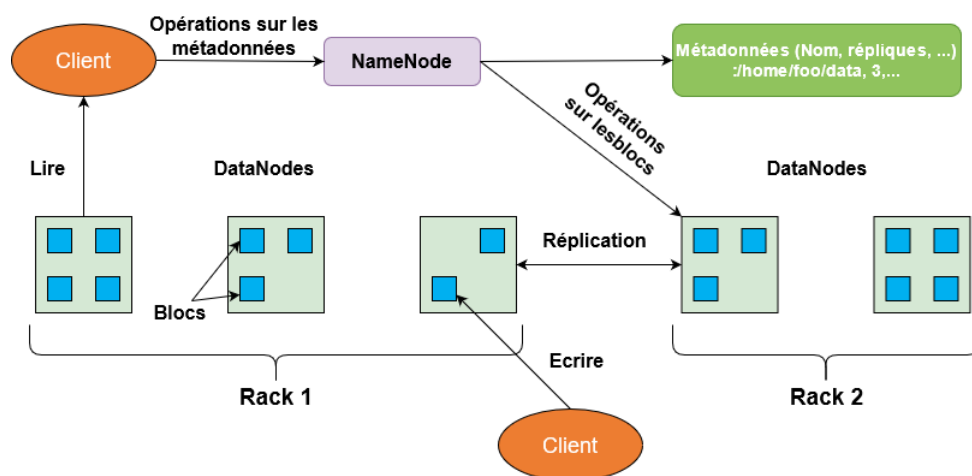 Opérations sur les
métadonnées
Client
NameNode
Métadonnées (Nom, répliques, ...)
:/home/foo/data, 3,...
Opérations
sur lesblocs
Lire
DataNodes
DataNodes
Réplication
Blocs
Ecrire
Rack 1
Rack 2
Client